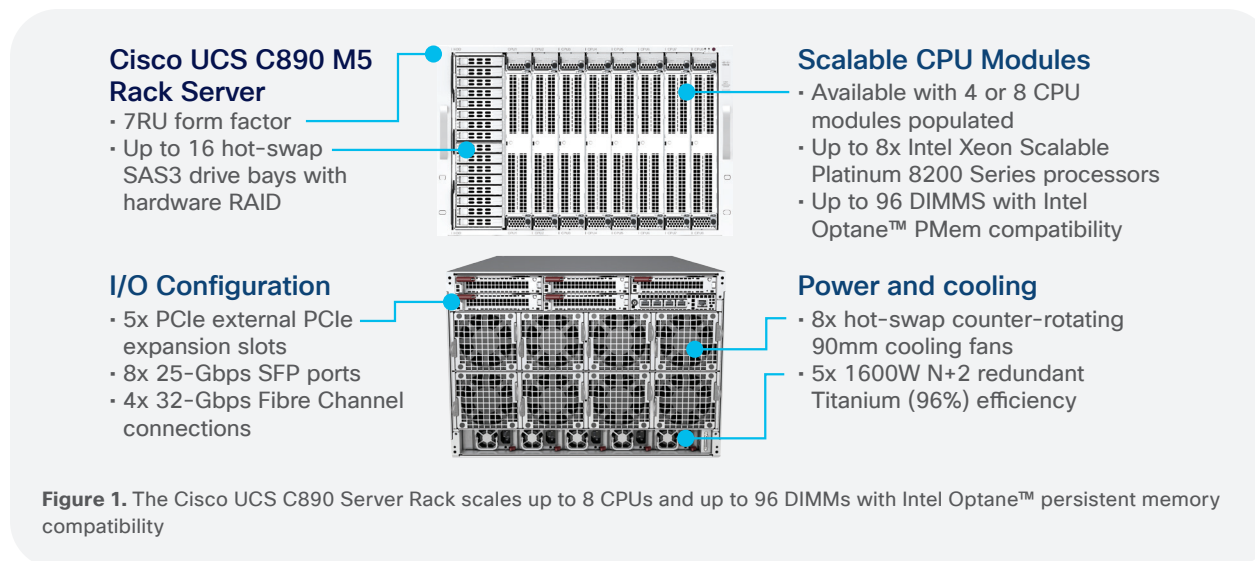 Cisco UCS C890 M5
Rack Server
· 7RU form factor
· Up to 16 hot-swap
SAS3 drive bays with
hardware RAID
Scalable CPU Modules
· Available with 4 or 8 CPU
modules populated
· Up to 8x Intel Xeon Scalable
Platinum 8200 Series processors
· Up to 96 DIMMS with Intel
Optane™ PMem compatibility
I/O Configuration
· 5x PCIe external PCIe
expansion slots
· 8x 25-Gbps SFP ports
· 4x 32-Gbps Fibre Channel
connections
Power and cooling
· 8x hot-swap counter-rotating
90mm cooling fans
· 5x 1600W N+2 redundant
Titanium (96%) efficiency
Figure 1. The Cisco UCS C890 Server Rack scales up to 8 CPUs and up to 96 DIMMs with Intel Optane™ persistent memory
compatibility